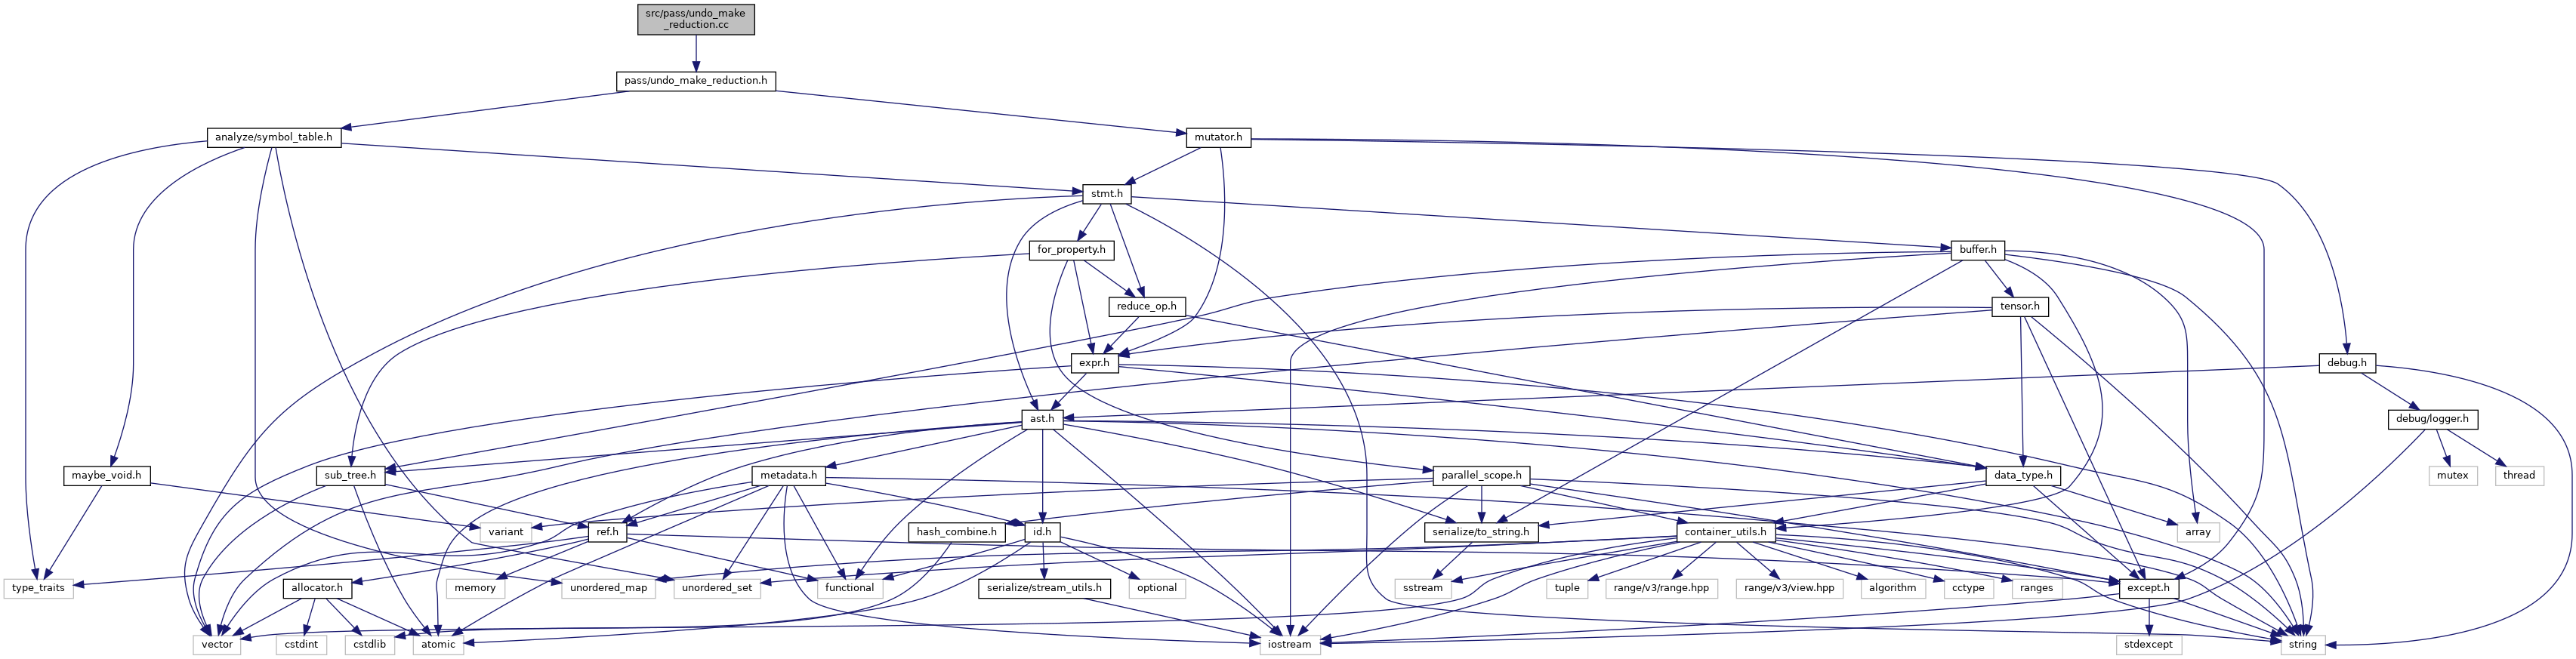 src/pass/undo_make
_reduction.cc
pass/undo_make_reduction.h
analyze/symbol_table.h
mutator.h
stmt.h
for_property.h
buffer.h
reduce_op.h
tensor.h
expr.h
debug.h
ast.h
debug/logger.h
maybe_void.h
sub_tree.h
metadata.h
parallel_scope.h
data_type.h
mutex
thread
variant
ref.h
hash_combine.h
id.h
serialize/to_string.h
container_utils.h
array
type_traits
allocator.h
memory
unordered_map
unordered_set
functional
serialize/stream_utils.h
optional
sstream
tuple
range/v3/range.hpp
range/v3/view.hpp
algorithm
cctype
ranges
except.h
vector
cstdint
cstdlib
atomic
iostream
stdexcept
string